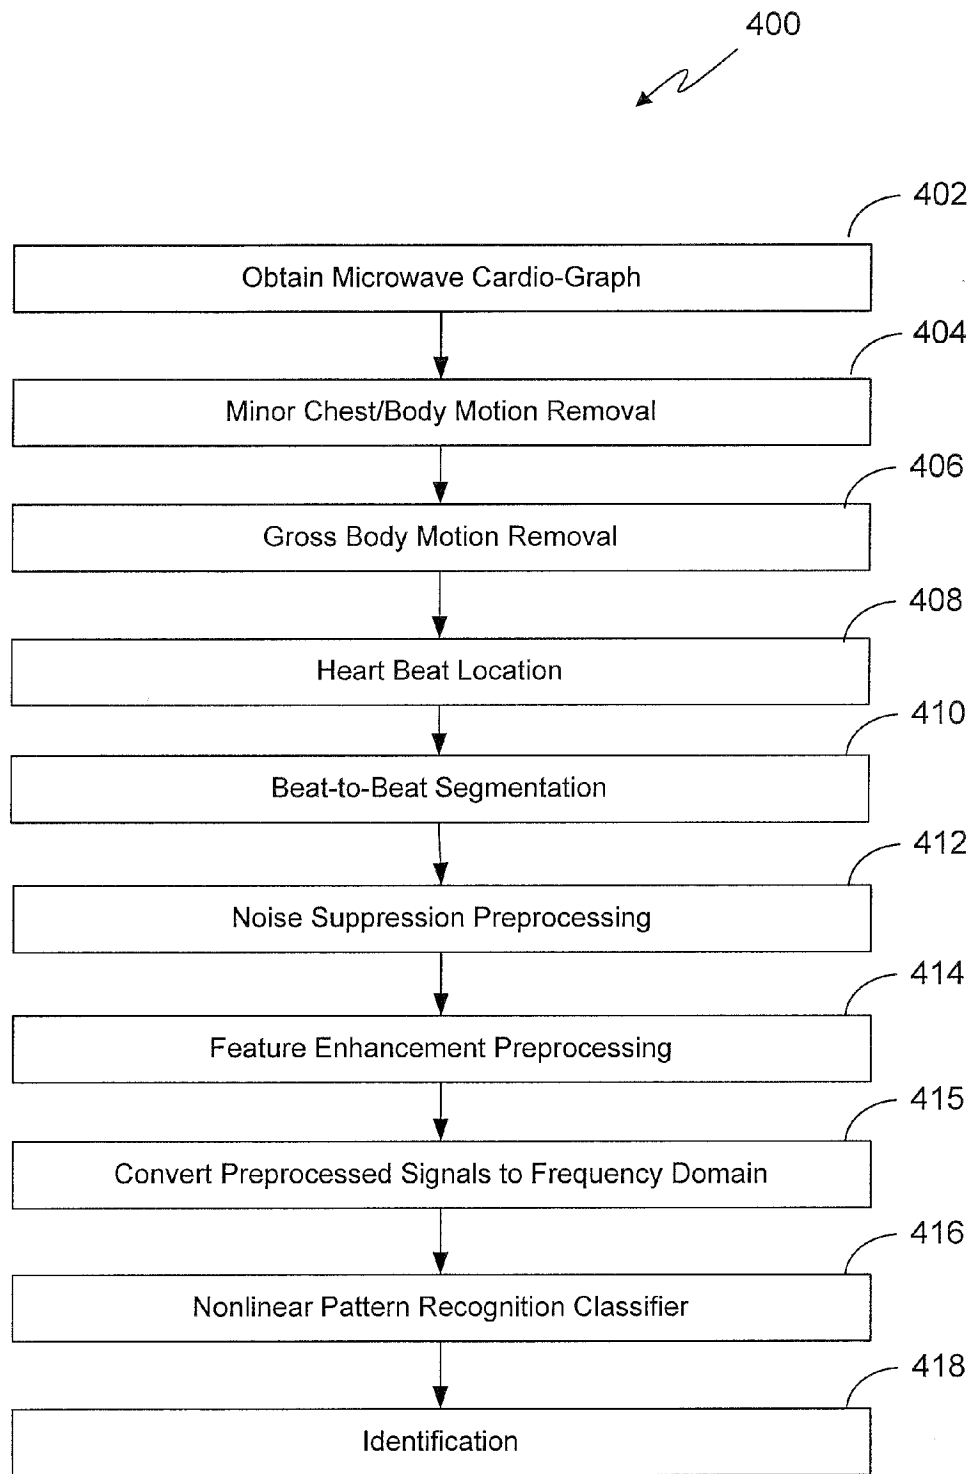 400
402
Obtain Microwave Cardio-Graph
404
Minor Chest/Body Motion Removal
406
Gross Body Motion Removal
408
Heart Beat Location
410
Beat-to-Beat Segmentation
412
Noise Suppression Preprocessing
414
Feature Enhancement Preprocessing
415
Convert Preprocessed Signals to Frequency Domain
416
Nonlinear Pattern Recognition Classifier
418
Identification